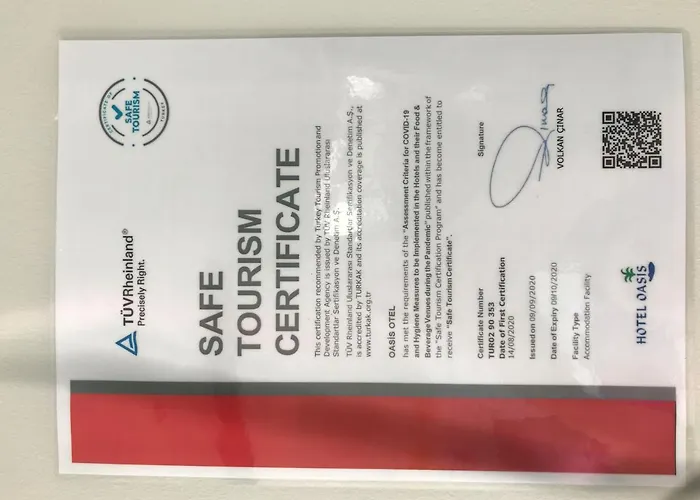 TÜVRheinland®
Precisely Right.
SAFE
TOURISM
SAFE
TOURISM
CERTIFICATE
This certification recommended by Turkey Tourism Promotion and
Development Agency is issued by TÜV Rheinland Uluslararası
Standardlar Sertifikasyon ve Denetim A.Ş.
TÜV Rheinland Uluslararası Standardlar Sertifikasyon ve Denetim A.Ş.,
is accredited by TURKAK and its accreditation coverage is published at
www.turkak.org.tr
OASİS OTEL
has met the requirements of the "Assessment Criteria for COVID-19
and Hygiene Measures to be Implemented in the Hotels and their Food &
Beverage Venues during the Pandemic" published within the framework of
the "Safe Tourism Certification Program" and has become entitled to
receive "Safe Tourism Certificate".
Certificate Number
TUR02 90 353
Date of First Certification
14/08/2020
Issued on 09/09/2020
Date of Expiry 09/10/2020
Facility Type
Accommodation Facility
Signature
VOLKAN ÇINAR
HOTEL OASIS